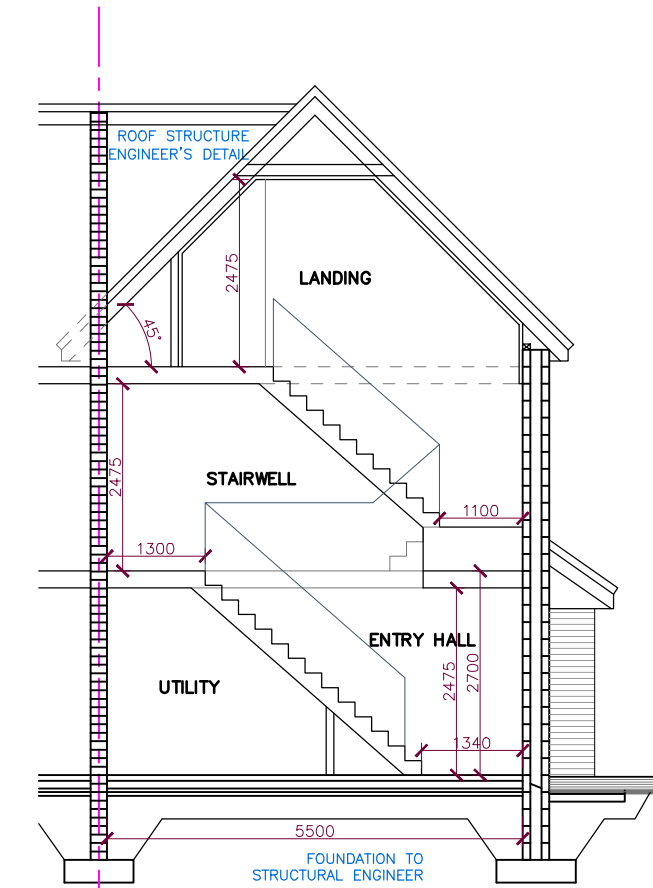 ROOF STRUCTURE
ENGINEER'S DETAIL
2475
LANDING
45°
2475
STAIRWELL
1100
1300
ENTRY HALL
2475
2700
UTILITY
1340
5500
FOUNDATION TO
STRUCTURAL ENGINEER